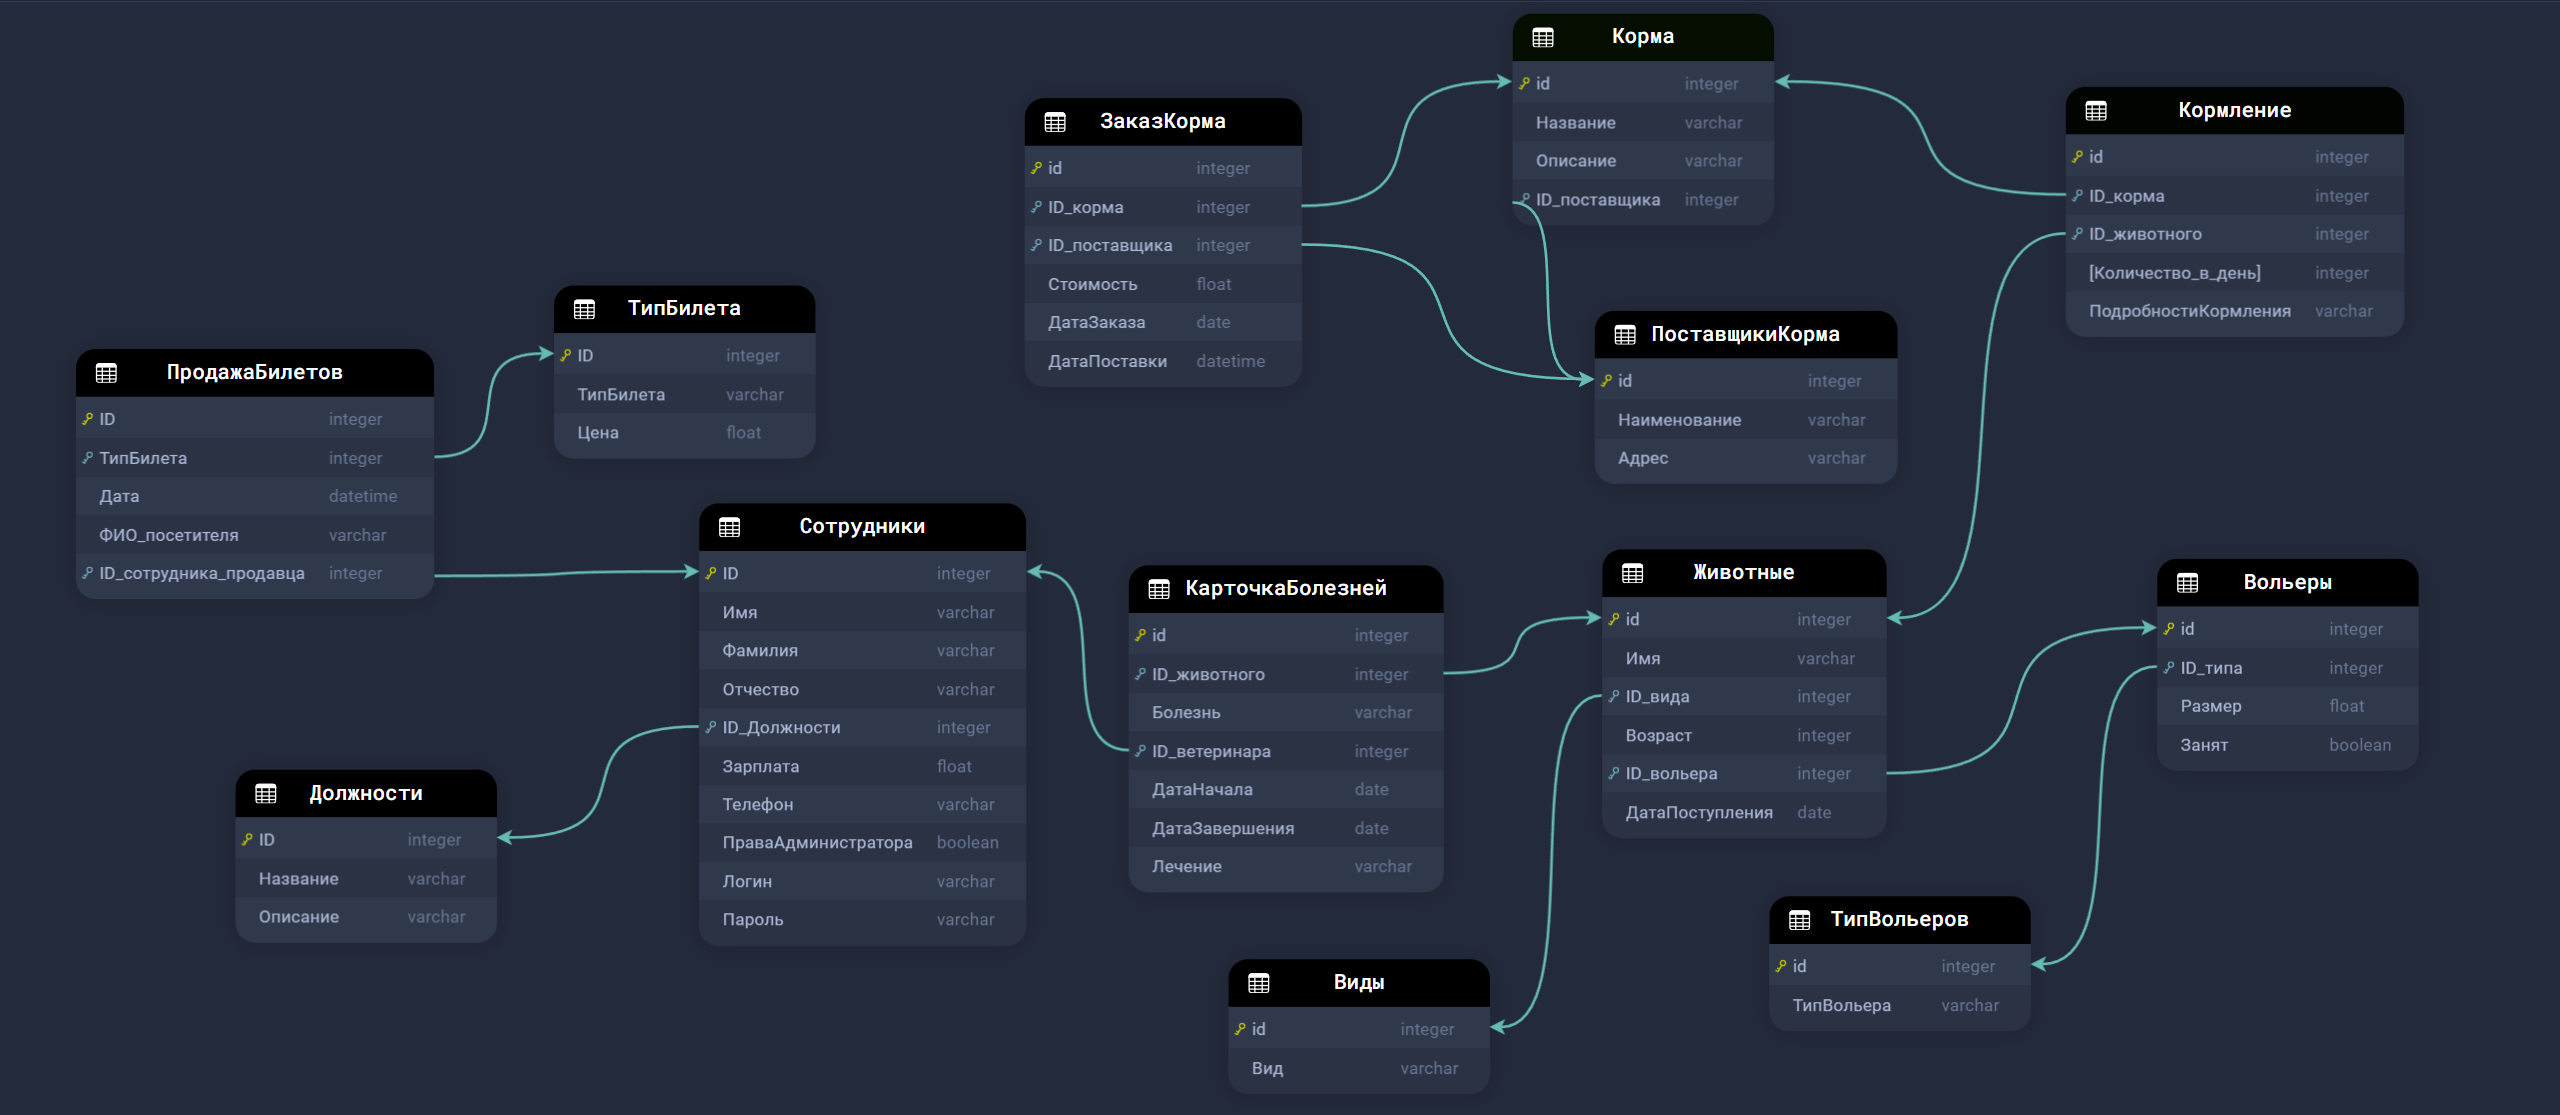 Корма
id integer
Название varchar
Описание varchar
ID_поставщика integer
Кормление
id integer
ID_корма integer
ID_животного integer
[Количество_в_день] integer
ПодробностиКормления varchar
ЗаказКорма
id integer
ID_корма integer
ID_поставщика integer
Стоимость float
ДатаЗаказа date
ДатаПоставки datetime
ТипБилета
ID integer
ТипБилета varchar
Цена float
ПоставщикиКорма
id integer
Наименование varchar
Адрес varchar
ПродажаБилетов
ID integer
ТипБилета integer
Дата datetime
ФИО_посетителя varchar
ID_сотрудника_продавца integer
Сотрудники
ID integer
Имя varchar
Фамилия varchar
Отчество varchar
ID_Должности integer
Зарплата float
Телефон varchar
ПраваАдминистратора boolean
Логин varchar
Пароль varchar
КарточкаБолезней
id integer
ID_животного integer
Болезнь varchar
ID_ветеринара integer
ДатаНачала date
ДатаЗавершения date
Лечение varchar
Животные
id integer
Имя varchar
ID_вида integer
Возраст integer
ID_вольера integer
ДатаПоступления date
Вольеры
id integer
ID_типа integer
Размер float
Занят boolean
Должности
ID integer
Название varchar
Описание varchar
ТипВольеров
id integer
ТипВольера varchar
Виды
id integer
Вид varchar